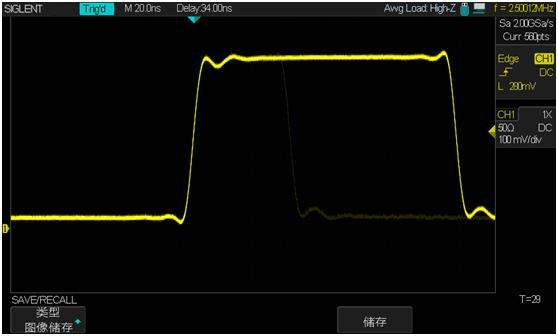 SIGLENT Trig'd M 20.0ns Delay:34.00ns Awg Load: High-Z f = 2.50012MHz
Sa 2.00GSa/s
Curr 560pts
Edge CH1
DC
L 280mV
CH1 1X
50Ω DC
100 mV/div
1
SAVE/RECALL T=29
类型
图像储存
储存